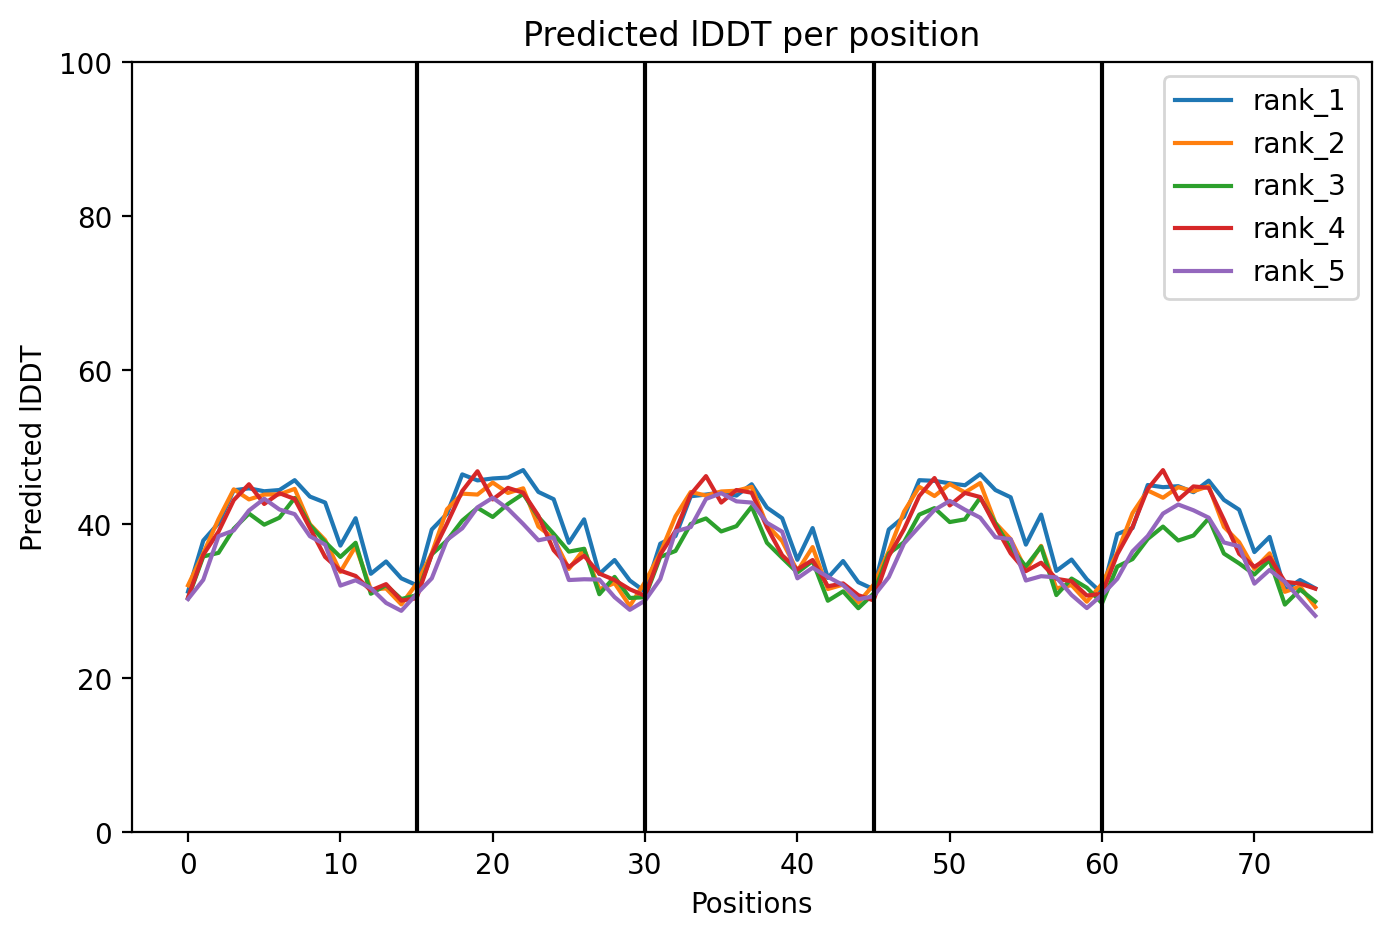 Predicted lDDT per position
100
80
60
40
20
0
Predicted lDDT
0 10 20 30 40 50 60 70
Positions
rank_1
rank_2
rank_3
rank_4
rank_5